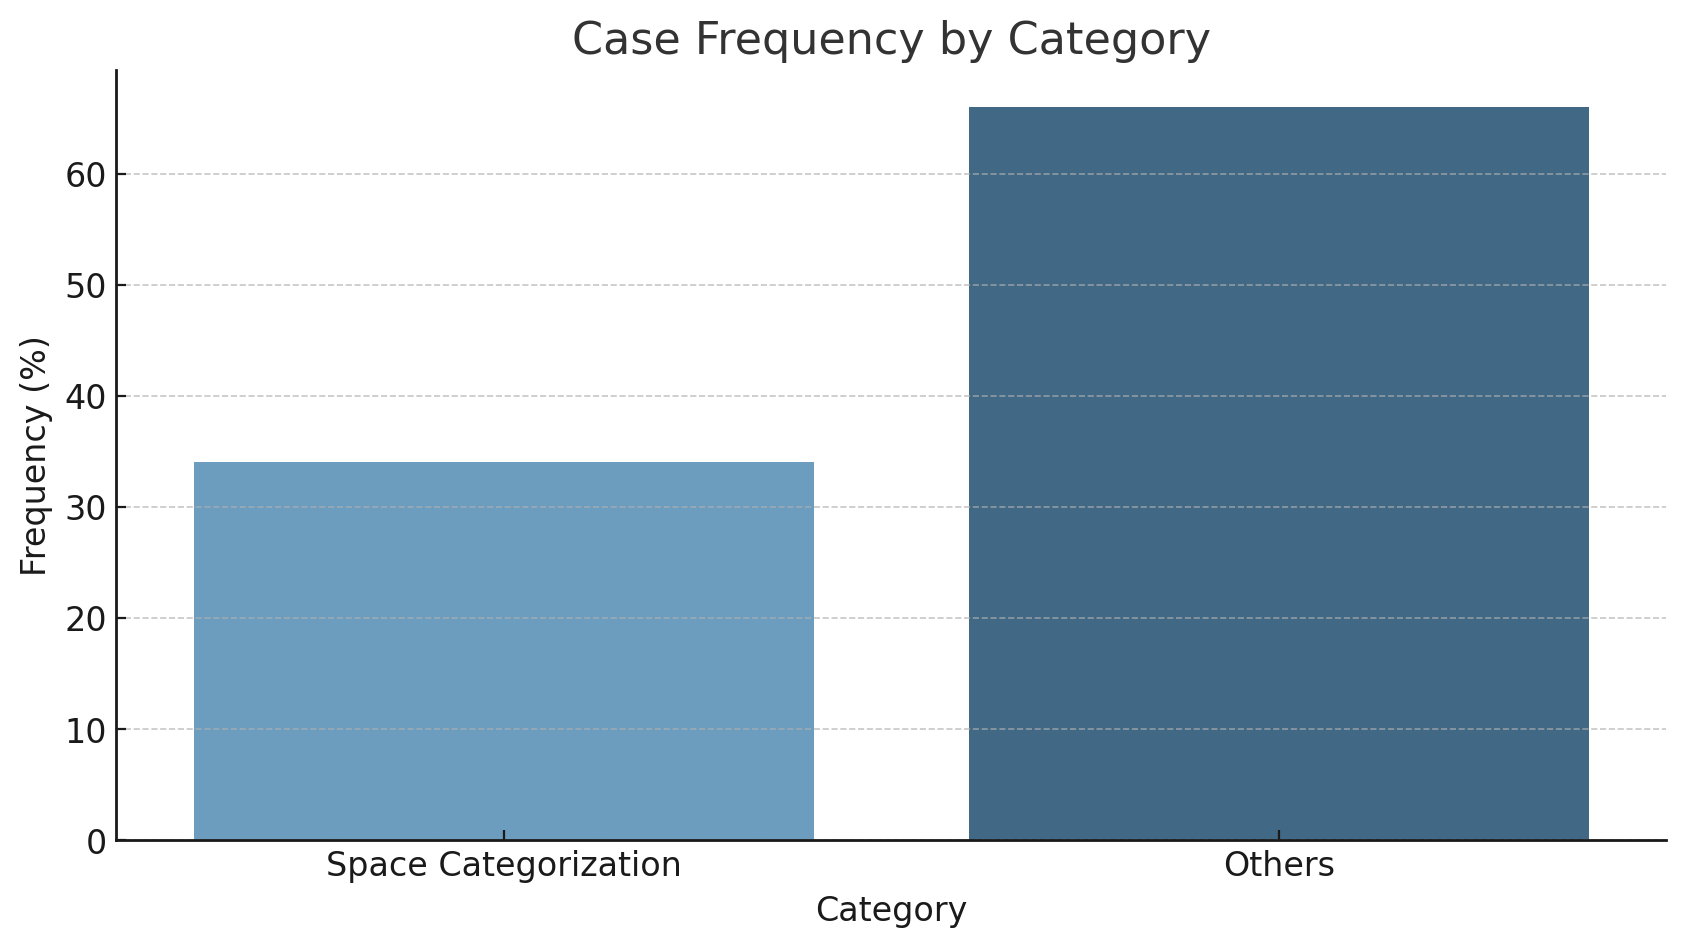 Case Frequency by Category
Frequency (%)
60
50
40
30
20
10
0
Space Categorization
Others
Category